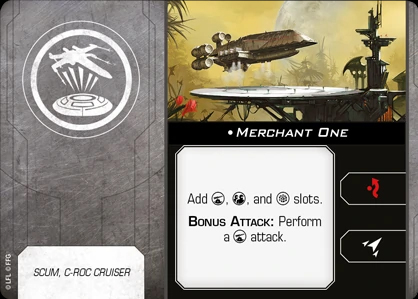 • MERCHANT ONE
Add , , and slots.
BONUS ATTACK: Perform
a attack.
SCUM, C-ROC CRUISER
© LFL © FFG